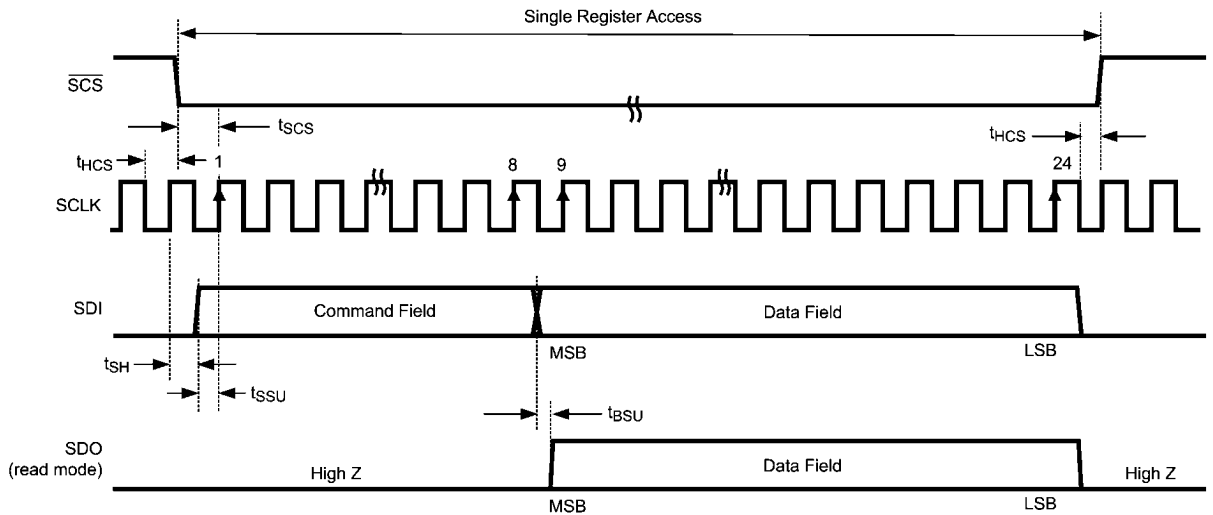 Single Register Access
SCS
tSCS
tHCS
tHCS
1
8
9
24
SCLK
SDI
Command Field
Data Field
MSB
LSB
tSH
tSSU
tBSU
SDO
(read mode)
High Z
Data Field
High Z
MSB
LSB